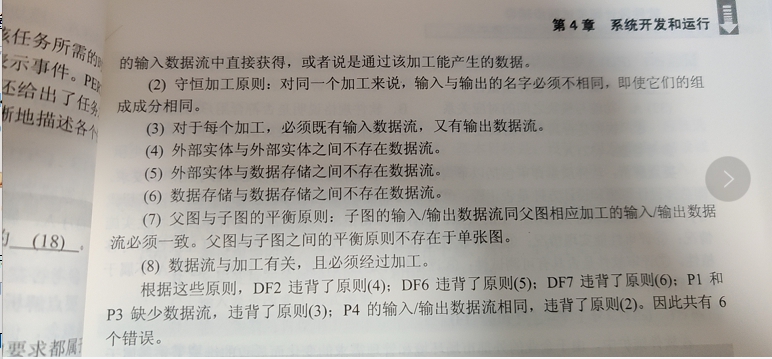 第4章 系统开发和运行
该任务所需的
表示事件。PE
还给出了任务
晰地描述各个
(18)
要求都属
的输入数据流中直接获得，或者说是通过该加工能产生的数据。
(2) 守恒加工原则：对同一个加工来说，输入与输出的名字必须不相同，即使它们的组
成成分相同。
(3) 对于每个加工，必须既有输入数据流，又有输出数据流。
(4) 外部实体与外部实体之间不存在数据流。
(5) 外部实体与数据存储之间不存在数据流。
(6) 数据存储与数据存储之间不存在数据流。
(7) 父图与子图的平衡原则：子图的输入/输出数据流同父图相应加工的输入/输出数据
流必须一致。父图与子图之间的平衡原则不存在于单张图。
(8) 数据流与加工有关，且必须经过加工。
根据这些原则，DF2 违背了原则(4)；DF6 违背了原则(5)；DF7 违背了原则(6)；P1 和
P3 缺少数据流，违背了原则(3)；P4 的输入/输出数据流相同，违背了原则(2)。因此共有 6
个错误。